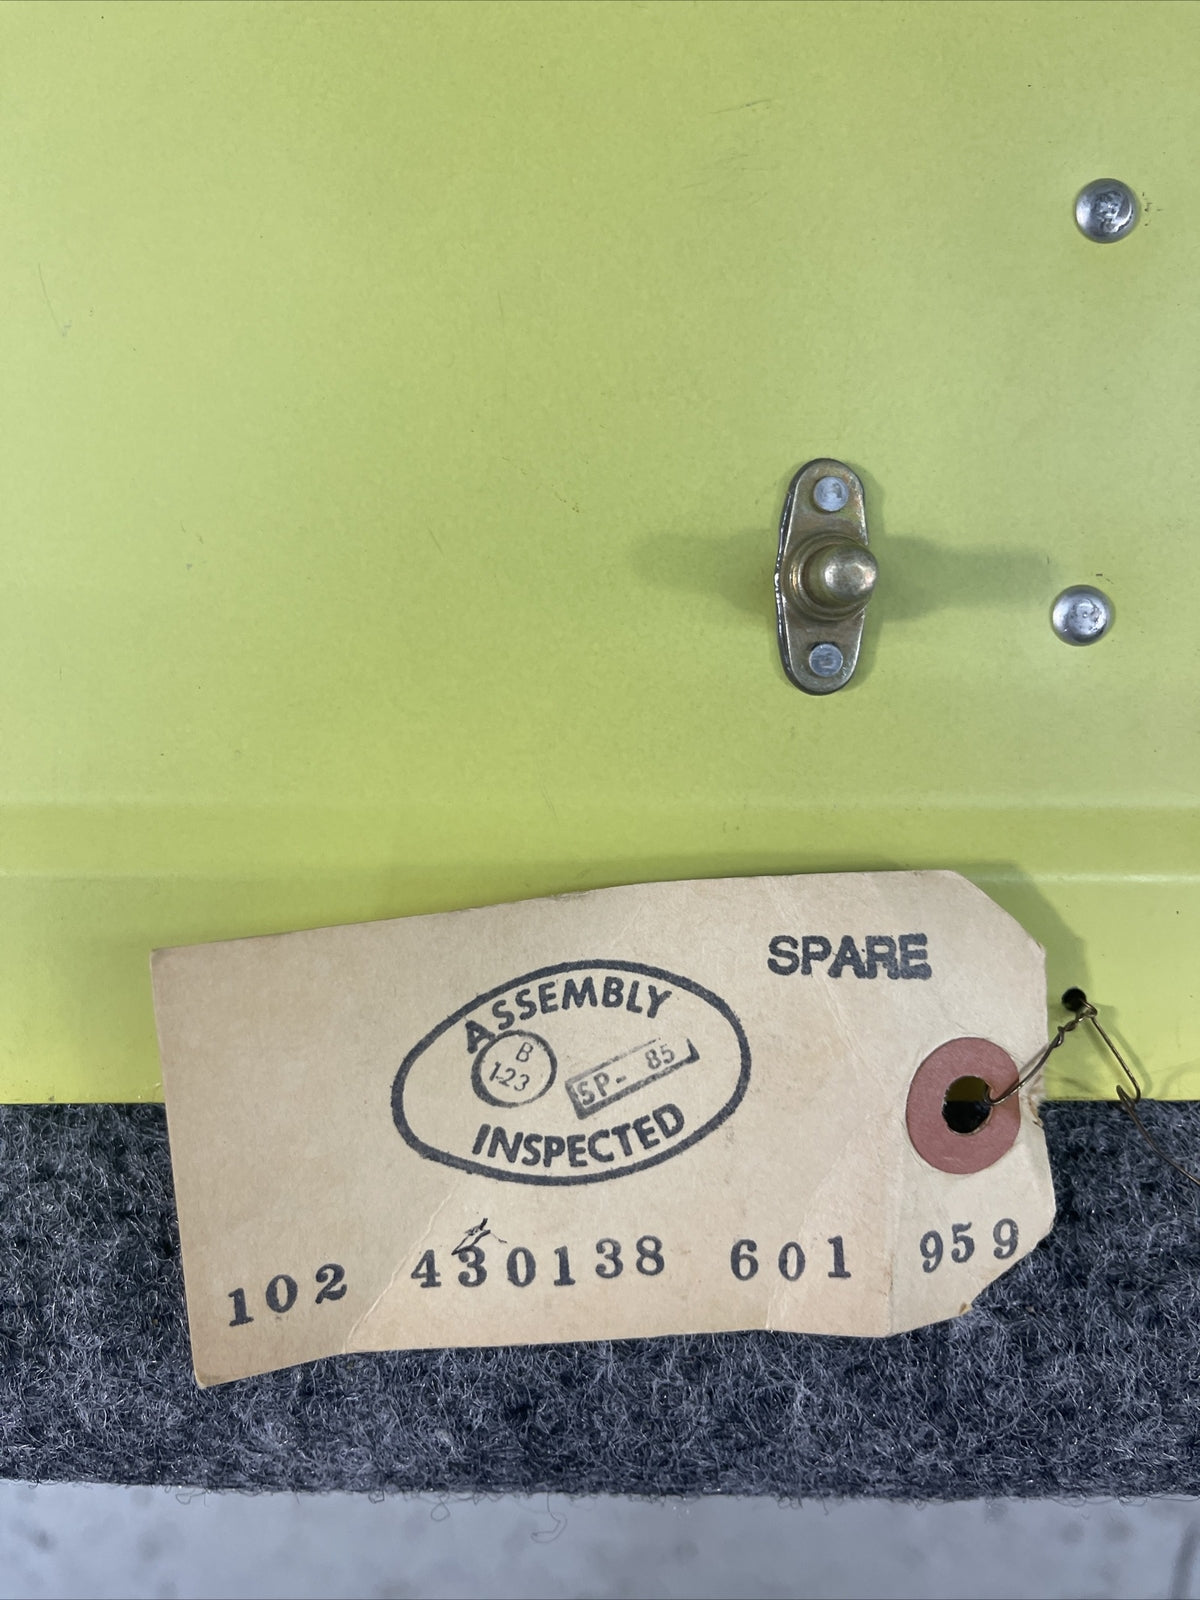 SPARE
ASSEMBLY
B
123
SP- 85
INSPECTED
102 430138 601 959